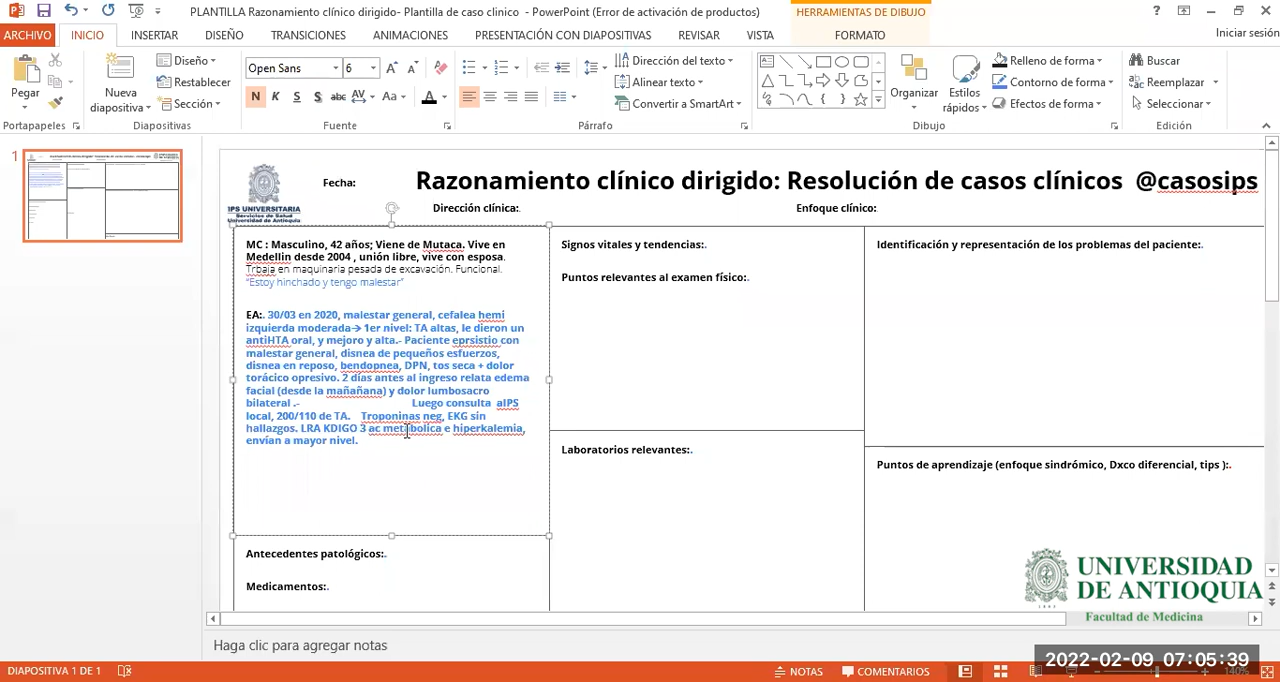 PLANTILLA Razonamiento clínico dirigido- Plantilla de caso clinico - PowerPoint (Error de activación de productos)
HERRAMIENTAS DE DIBUJO
ARCHIVO INICIO INSERTAR DISEÑO TRANSICIONES ANIMACIONES PRESENTACIÓN CON DIAPOSITIVAS REVISAR VISTA FORMATO
Iniciar sesión
Pegar
Nueva diapositiva
Diseño
Restablecer
Sección
Open Sans 6
N K S S abc AV Aa A
Dirección del texto
Alinear texto
Convertir a SmartArt
Organizar
Estilos rápidos
Relleno de forma
Contorno de forma
Efectos de forma
Buscar
Reemplazar
Seleccionar
Portapapeles Diapositivas Fuente Párrafo Dibujo Edición
1
IPS UNIVERSITARIA
Servicios de Salud
Universidad de Antioquia
Fecha:
Razonamiento clínico dirigido: Resolución de casos clínicos @casosips
Dirección clínica:
Enfoque clínico:
MC : Masculino, 42 años; Viene de Mutaca. Vive en
Medellin desde 2004 , unión libre, vive con esposa.
Trbaja en maquinaria pesada de excavación. Funcional.
“Estoy hinchado y tengo malestar”
EA:. 30/03 en 2020, malestar general, cefalea hemi
izquierda moderada→ 1er nivel: TA altas, le dieron un
antiHTA oral, y mejoro y alta.- Paciente eprsistio con
malestar general, disnea de pequeños esfuerzos,
disnea en reposo, bendopnea, DPN, tos seca + dolor
torácico opresivo. 2 días antes al ingreso relata edema
facial (desde la mañañana) y dolor lumbosacro
bilateral .- Luego consulta aIPS
local, 200/110 de TA. Troponinas neg, EKG sin
hallazgos. LRA KDIGO 3 ac metabolica e hiperkalemia,
envían a mayor nivel.
Antecedentes patológicos:.
Medicamentos:.
Signos vitales y tendencias:.
Puntos relevantes al examen físico:.
Laboratorios relevantes:.
Identificación y representación de los problemas del paciente:.
Puntos de aprendizaje (enfoque sindrómico, Dxco diferencial, tips ):.
UNIVERSIDAD
DE ANTIOQUIA
Facultad de Medicina
Haga clic para agregar notas
DIAPOSITIVA 1 DE 1
NOTAS COMENTARIOS
2022-02-09 07:05:39